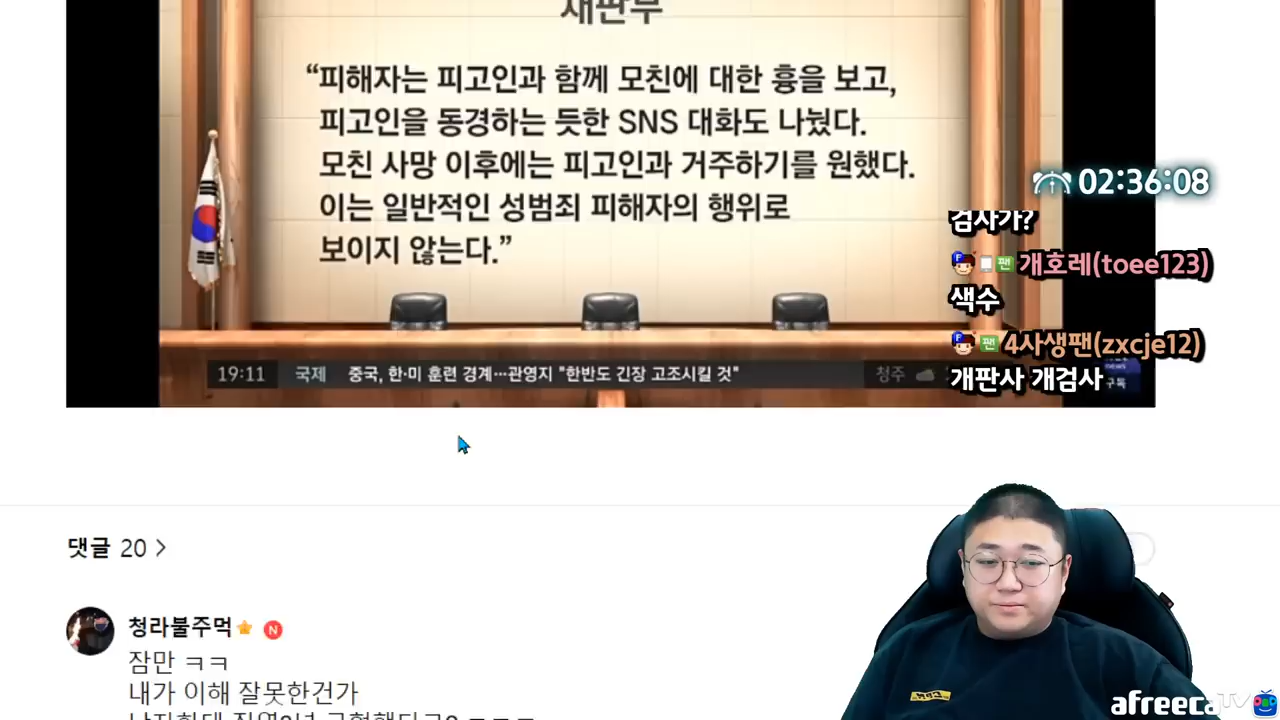 재판부
“피해자는 피고인과 함께 모친에 대한 흉을 보고,
피고인을 동경하는 듯한 SNS 대화도 나눴다.
모친 사망 이후에는 피고인과 거주하기를 원했다.
이는 일반적인 성범죄 피해자의 행위로
보이지 않는다.”
02:36:08
검사가?
팬 개호레(toee123)
색수
팬 4사생팬(zxcje12)
개판사 개검사
19:11 국제 중국, 한·미 훈련 경계…관영지 "한반도 긴장 고조시킬 것" 청주
news
구독
댓글 20 >
청라불주먹 N
잠만 ㅋㅋ
내가 이해 잘못한건가
afreecaTV